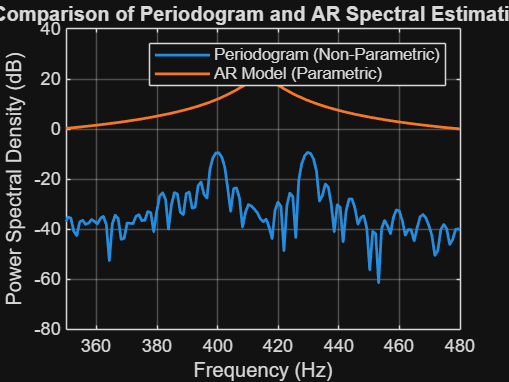 Comparison of Periodogram and AR Spectral Estimati
Periodogram (Non-Parametric)
AR Model (Parametric)
Power Spectral Density (dB)
40
20
0
-20
-40
-60
-80
360 380 400 420 440 460 480
Frequency (Hz)